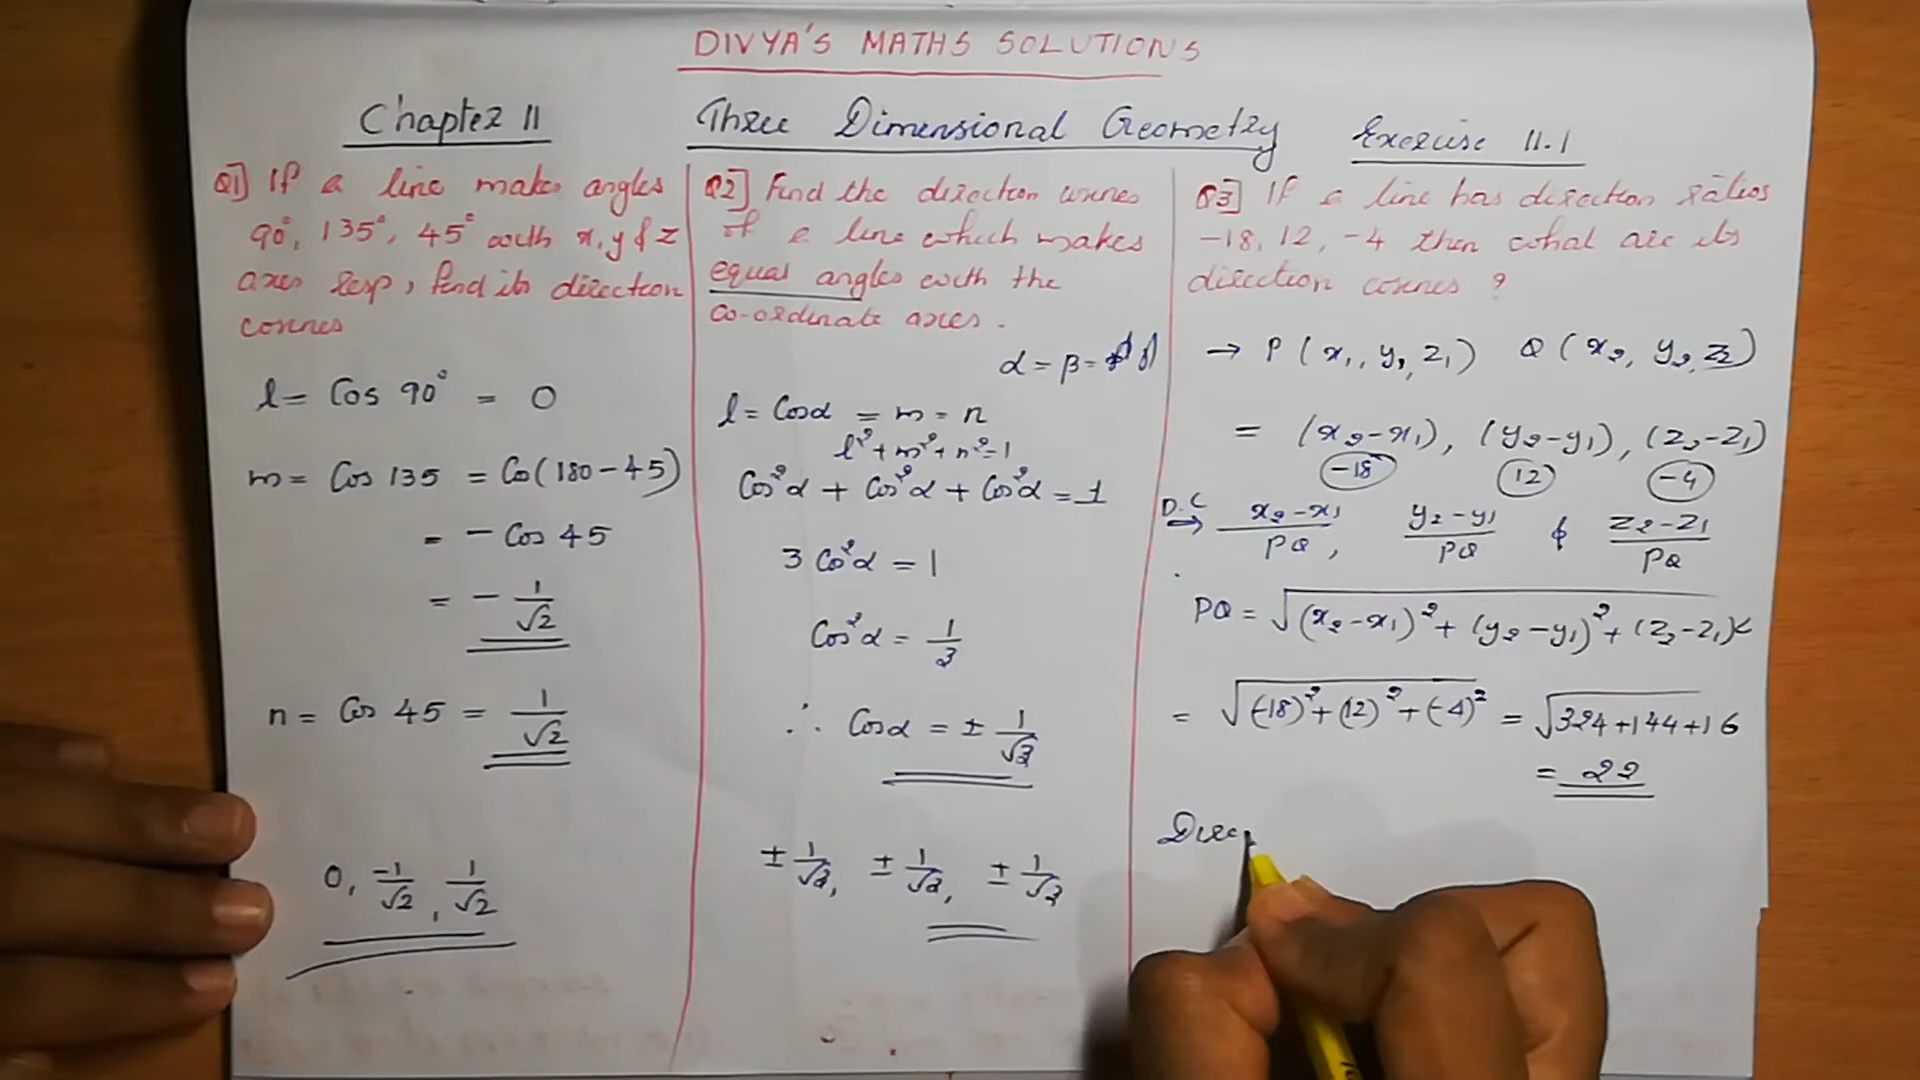 DIVYA'S MATHS SOLUTIONS
Chapter 11 Three Dimensional Geometry Exercise 11.1
Q1] If a line makes angles
90°, 135°, 45° with x, y & z
axes resp, find its direction
cosines
l = Cos 90° = 0
m = Cos 135 = Co(180-45)
= - Cos 45
= - 1/√2
n = Cos 45 = 1/√2
0, -1/√2, 1/√2
Q2] Find the direction cosines
of a line which makes
equal angles with the
co-ordinate axes.
α = β =
l = Cosα = m = n
l² + m² + n² = 1
Cos²α + Cos²α + Cos²α = 1
3 Cos²α = 1
Cos²α = 1/3
∴ Cosα = ± 1/√3
± 1/√3, ± 1/√3, ± 1/√3
Q3] If a line has direction ratios
-18, 12, -4 then what are its
direction cosines ?
→ P(x₁, y₁, z₁) Q(x₂, y₂, z₂)
= (x₂-x₁), (y₂-y₁), (z₂-z₁)
-18 12 -4
D.C ⇒ x₂-x₁/PQ, y₂-y₁/PQ & z₂-z₁/PQ
PQ = √(x₂-x₁)² + (y₂-y₁)² + (z₂-z₁)²
= √(-18)² + (12)² + (-4)² = √324+144+16
= 22
Direc